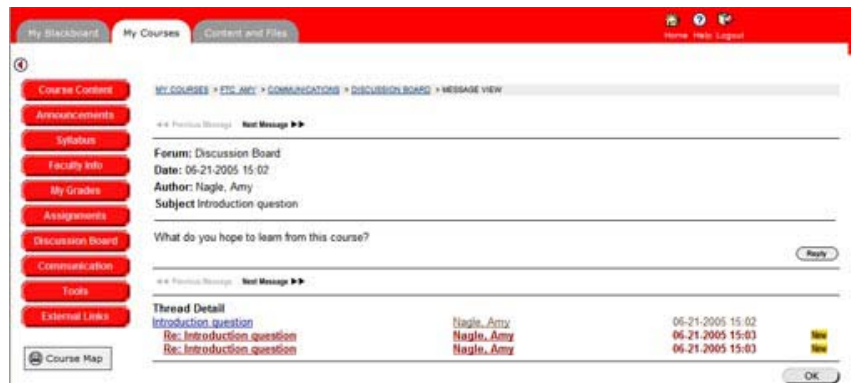 My Blackboard My Courses Content and Files
Home Help Logout
Course Content
Announcements
Syllabus
Faculty Info
My Grades
Assignments
Discussion Board
Communication
Tools
External Links
Course Map
MY COURSES > FTC_AMY > COMMUNICATIONS > DISCUSSION BOARD > MESSAGE VIEW
Previous Message Next Message
Forum: Discussion Board
Date: 06-21-2005 15:02
Author: Nagle, Amy
Subject Introduction question
What do you hope to learn from this course?
Reply
Previous Message Next Message
Thread Detail
Introduction question Nagle, Amy 06-21-2005 15:02
Re: Introduction question Nagle, Amy 06-21-2005 15:03 New
Re: Introduction question Nagle, Amy 06-21-2005 15:03 New
OK